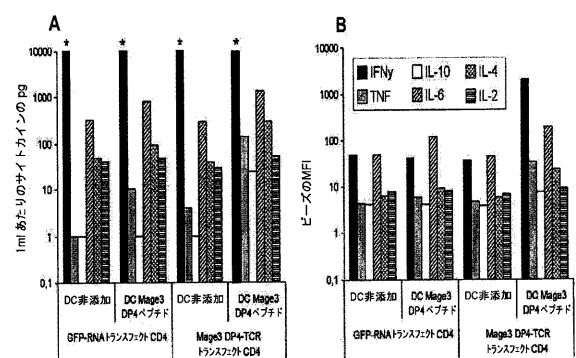 A
1mlあたりのサイトカインのpg
10000
1000
100
10
1
0,1
* * * *
DC非添加
DC Mage3
DP4ペプチド
DC非添加
DC Mage3
DP4ペプチド
GFP-RNAトランスフェクトCD4
Mage3 DP4-TCR
トランスフェクトCD4
B
ビーズのMFI
10000
1000
100
10
1
0,1
IFNγ IL-10 IL-4
TNF IL-6 IL-2
DC非添加
DC Mage3
DP4ペプチド
DC非添加
DC Mage3
DP4ペプチド
GFP-RNAトランスフェクトCD4
Mage3 DP4-TCR
トランスフェクトCD4